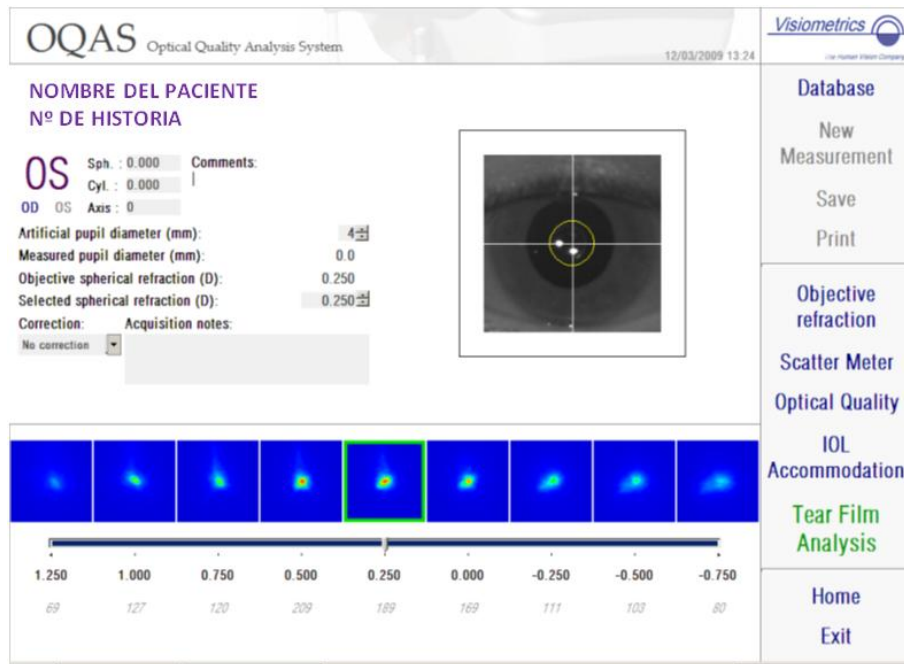 OQAS Optical Quality Analysis System
12/03/2009 13:24
Visiometrics
NOMBRE DEL PACIENTE
Nº DE HISTORIA
OS
OD OS
Sph. : 0.000
Cyl. : 0.000
Axis : 0
Comments:
Artificial pupil diameter (mm): 4
Measured pupil diameter (mm): 0.0
Objective spherical refraction (D): 0.250
Selected spherical refraction (D): 0.250
Correction: Acquisition notes:
No correction
1.250 1.000 0.750 0.500 0.250 0.000 -0.250 -0.500 -0.750
69 127 120 209 189 169 111 103 80
Database
New
Measurement
Save
Print
Objective
refraction
Scatter Meter
Optical Quality
IOL
Accommodation
Tear Film
Analysis
Home
Exit